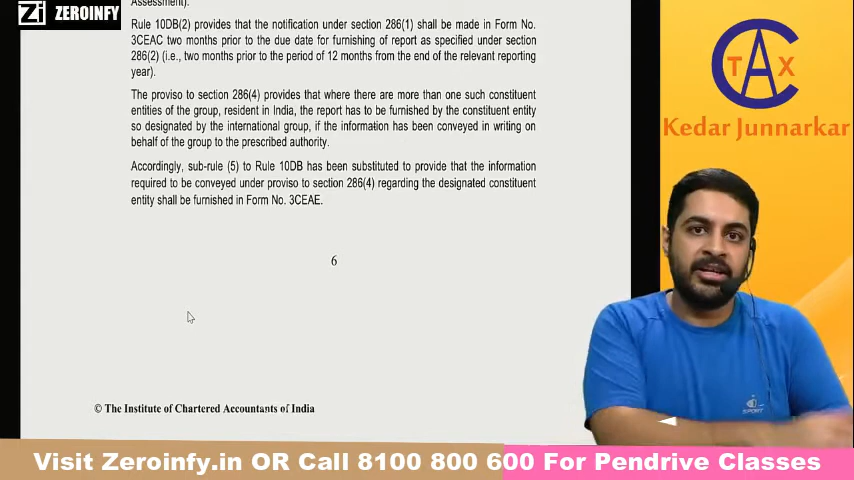 Assessment).
Zi ZEROINFY
Rule 10DB(2) provides that the notification under section 286(1) shall be made in Form No.
3CEAC two months prior to the due date for furnishing of report as specified under section
286(2) (i.e., two months prior to the period of 12 months from the end of the relevant reporting
year).
The proviso to section 286(4) provides that where there are more than one such constituent
entities of the group, resident in India, the report has to be furnished by the constituent entity
so designated by the international group, if the information has been conveyed in writing on
behalf of the group to the prescribed authority.
Accordingly, sub-rule (5) to Rule 10DB has been substituted to provide that the information
required to be conveyed under proviso to section 286(4) regarding the designated constituent
entity shall be furnished in Form No. 3CEAE.
6
© The Institute of Chartered Accountants of India
CA TAX
Kedar Junnarkar
Visit Zeroinfy.in OR Call 8100 800 600 For Pendrive Classes